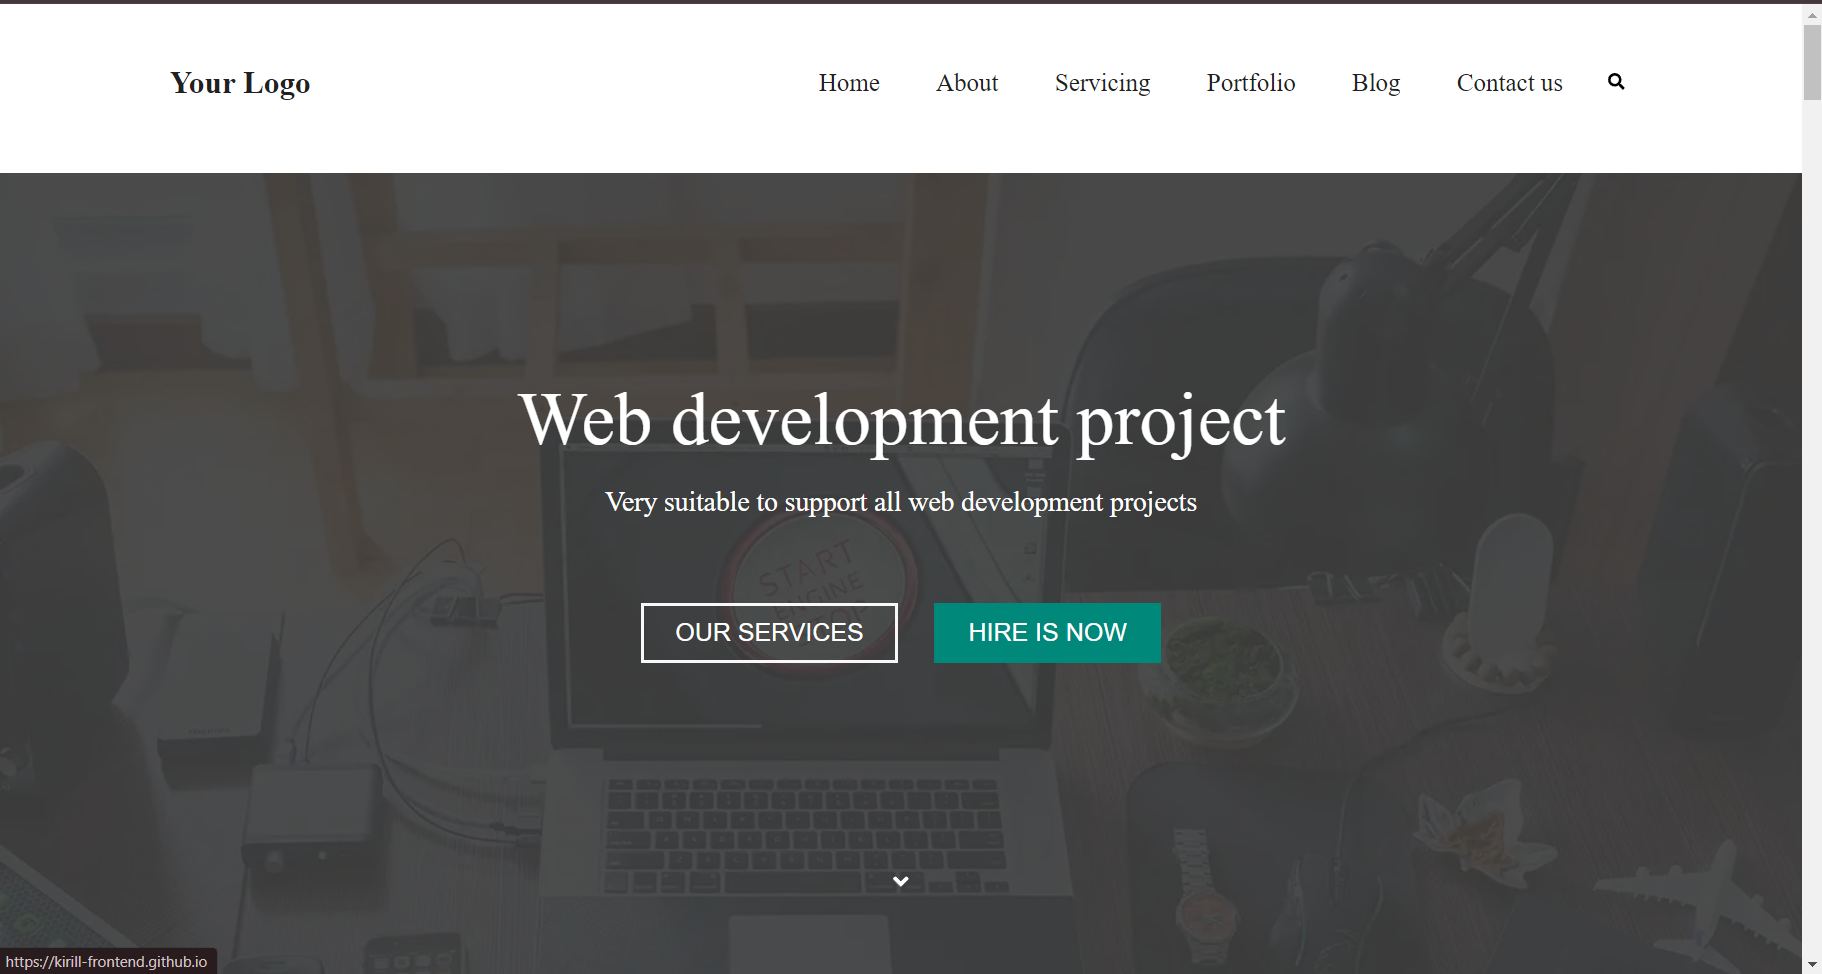 Your Logo
Home About Servicing Portfolio Blog Contact us
Web development project
Very suitable to support all web development projects
START
ENGINE
OUR SERVICES HIRE IS NOW
https://kirill-frontend.github.io